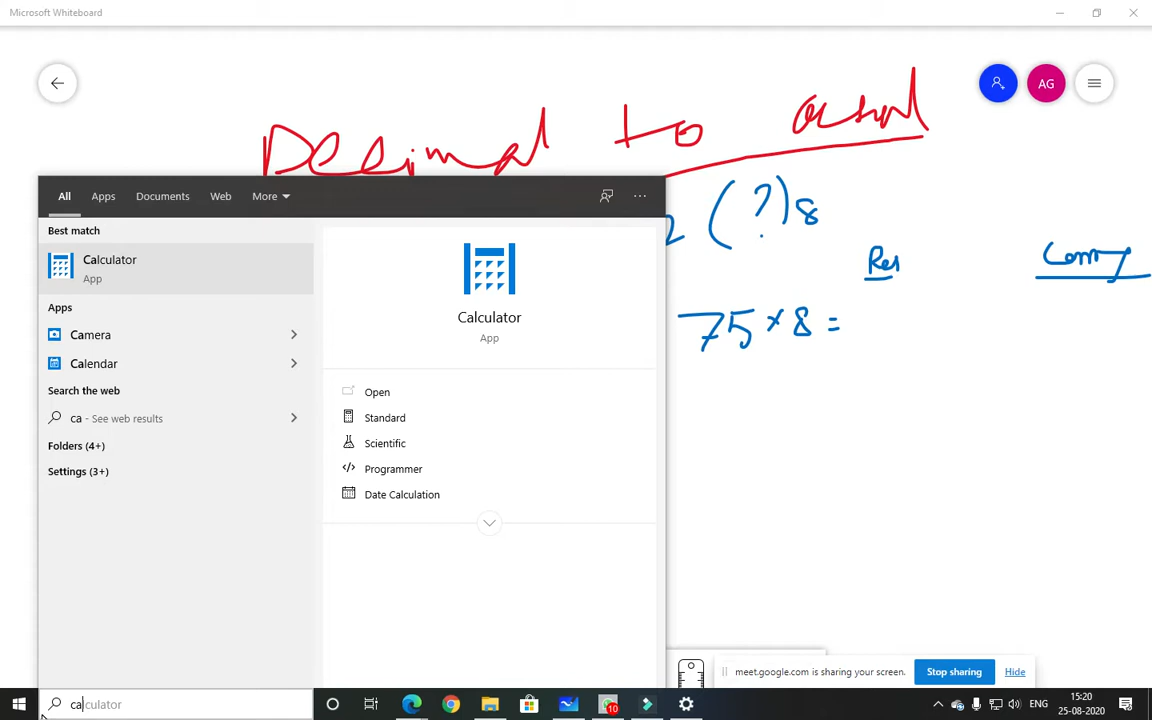 Microsoft Whiteboard
AG
Decimal to octal
(?)8
Res
Carry
75 × 8 =
All Apps Documents Web More
Best match
Calculator
App
Apps
Camera
Calendar
Search the web
ca - See web results
Folders (4+)
Settings (3+)
Calculator
App
Open
Standard
Scientific
Programmer
Date Calculation
meet.google.com is sharing your screen. Stop sharing Hide
calculator
10
ENG
15:20
25-08-2020